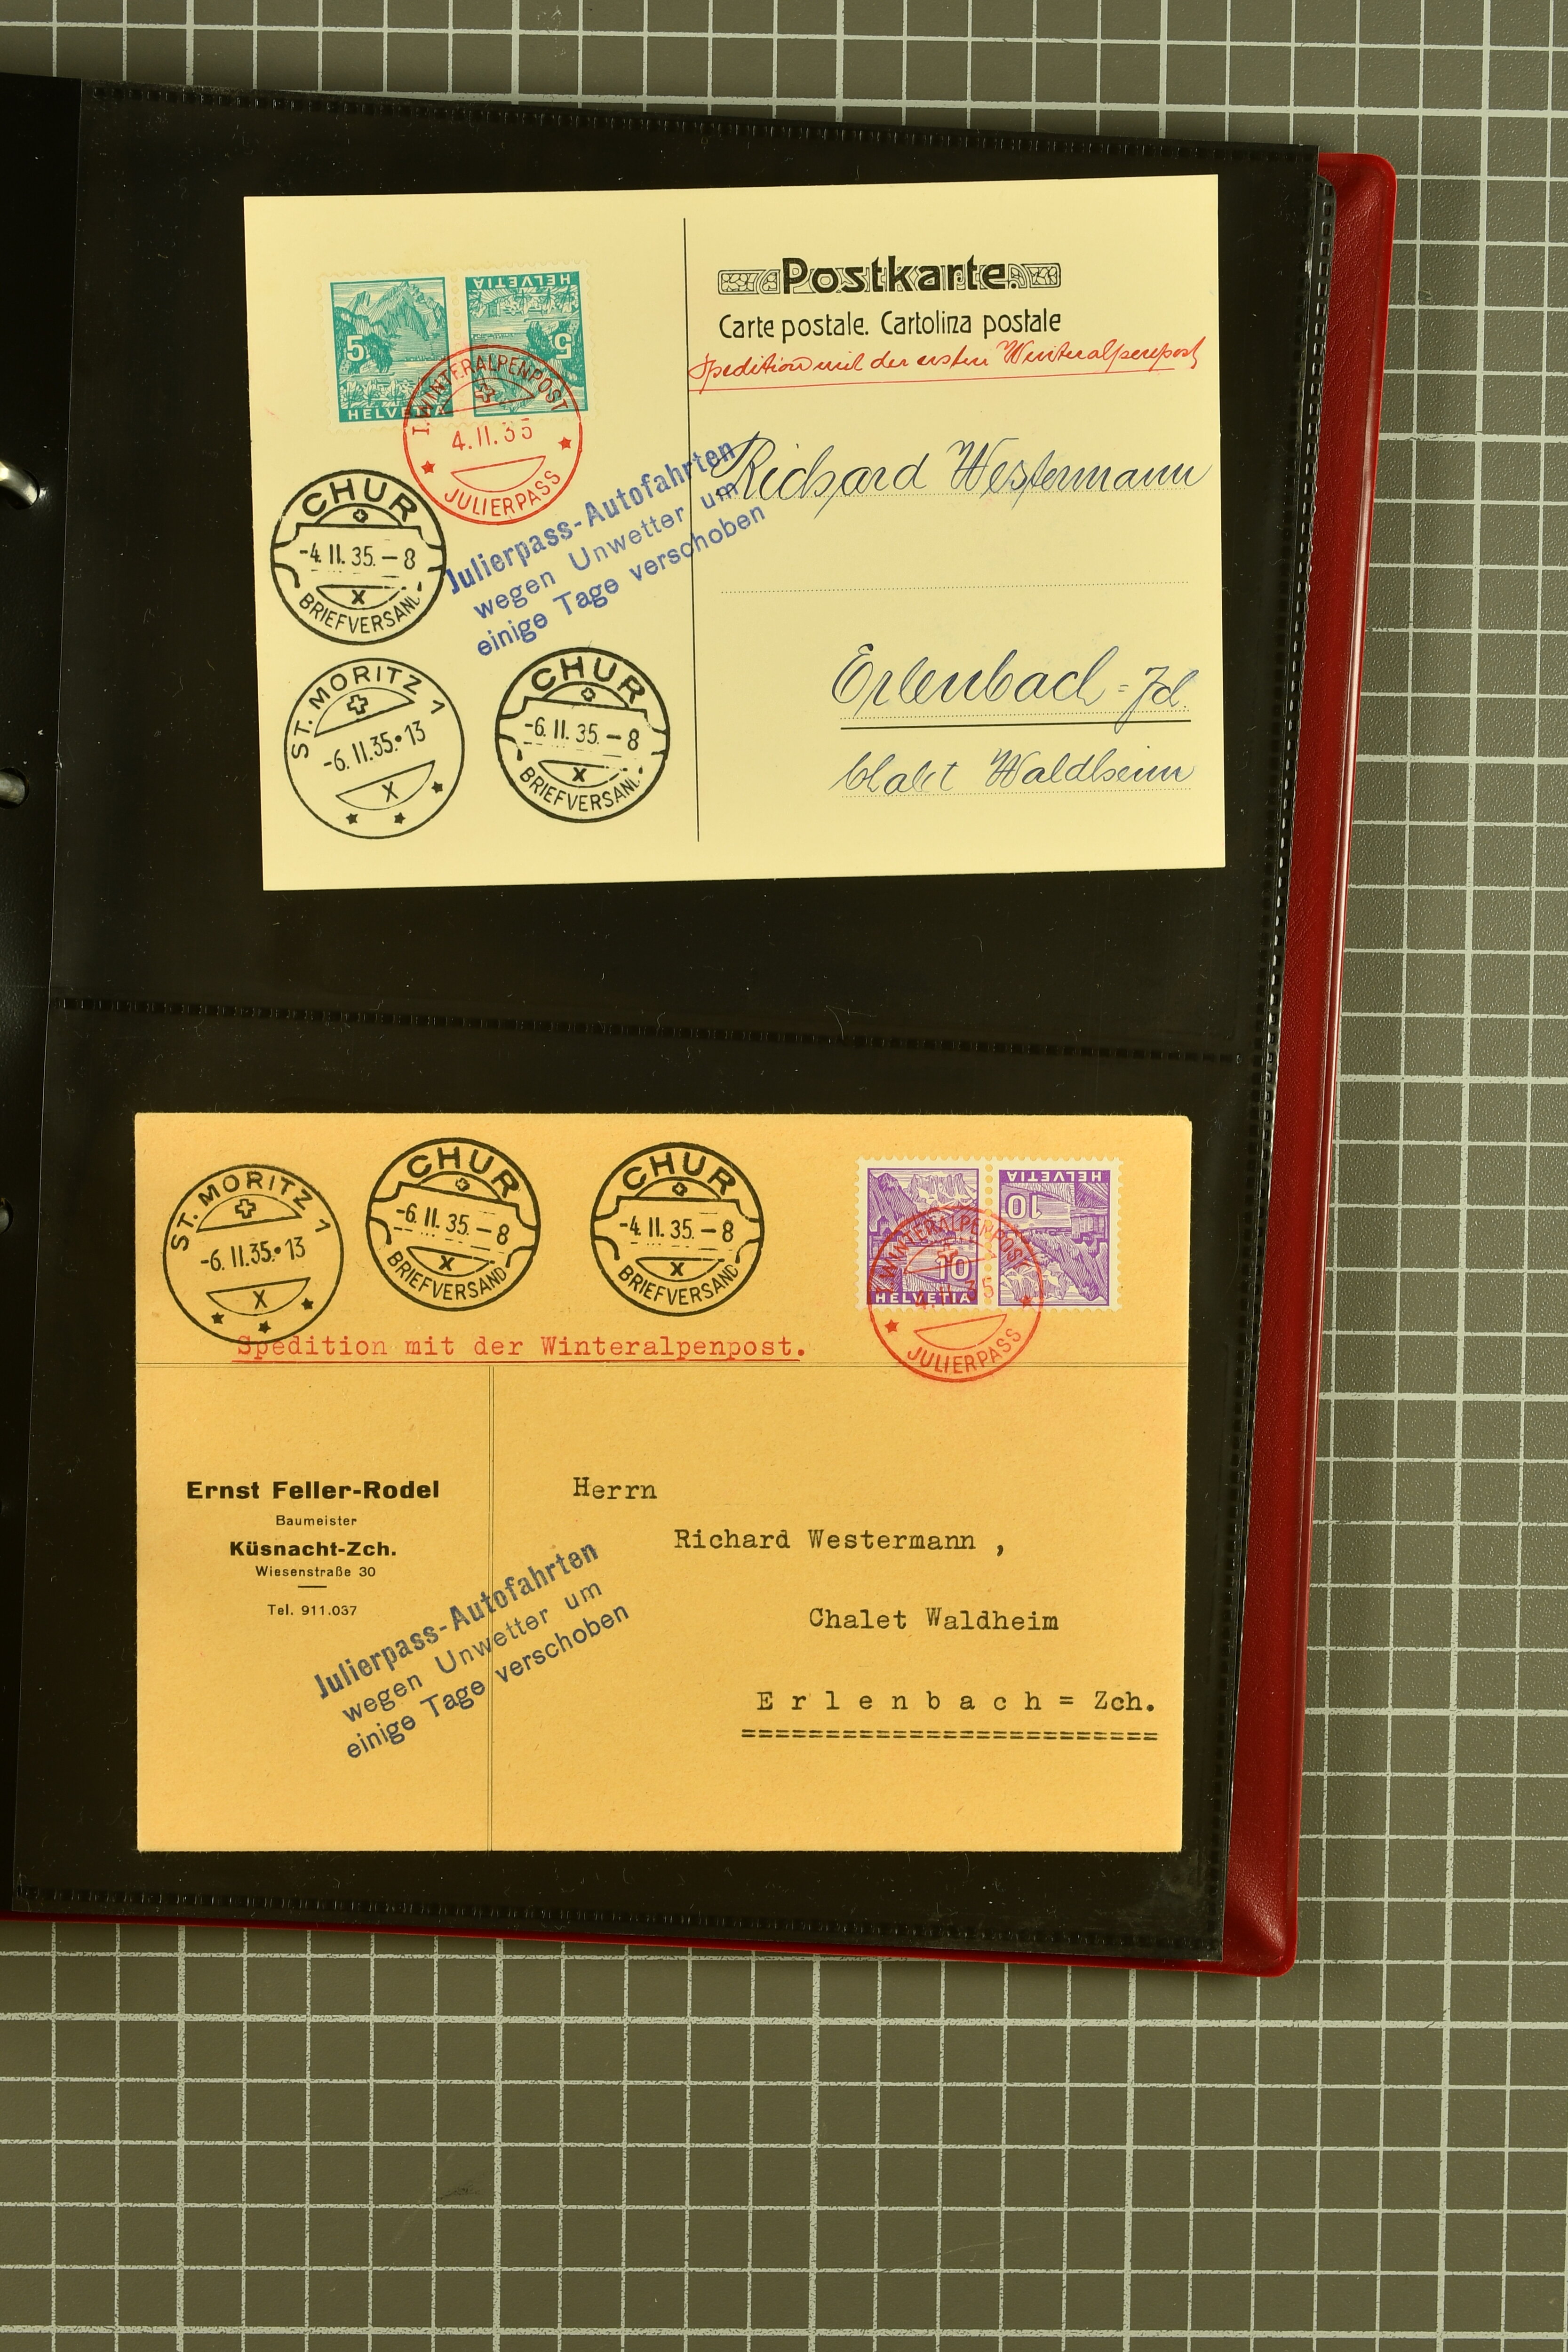 HELVETIA
5
5
HELVETIA
I. WINTERALPENPOST
4.II.35
JULIERPASS
Postkarte.
Carte postale. Cartolina postale
Spedition mit der ersten Winteralpenpost
Richard Westermann
Erlenbach = Zch.
Chalet Waldheim
Julierpass-Autofahrten
wegen Unwetter um
einige Tage verschoben
CHUR
-4.II.35.-8
X
BRIEFVERSAND
ST. MORITZ 1
-6.II.35.•13
X
CHUR
-6.II.35.-8
X
BRIEFVERSAND
ST. MORITZ 1
-6.II.35.•13
X
CHUR
-6.II.35.-8
X
BRIEFVERSAND
CHUR
-4.II.35.-8
X
BRIEFVERSAND
10
HELVETIA
HELVETIA
10
I. WINTERALPENPOST
4.II.35
JULIERPASS
Spedition mit der Winteralpenpost.
Ernst Feller-Rodel
Baumeister
Küsnacht-Zch.
Wiesenstraße 30
Tel. 911.037
Julierpass-Autofahrten
wegen Unwetter um
einige Tage verschoben
Herrn
Richard Westermann ,
Chalet Waldheim
E r l e n b a c h = Zch.
=========================